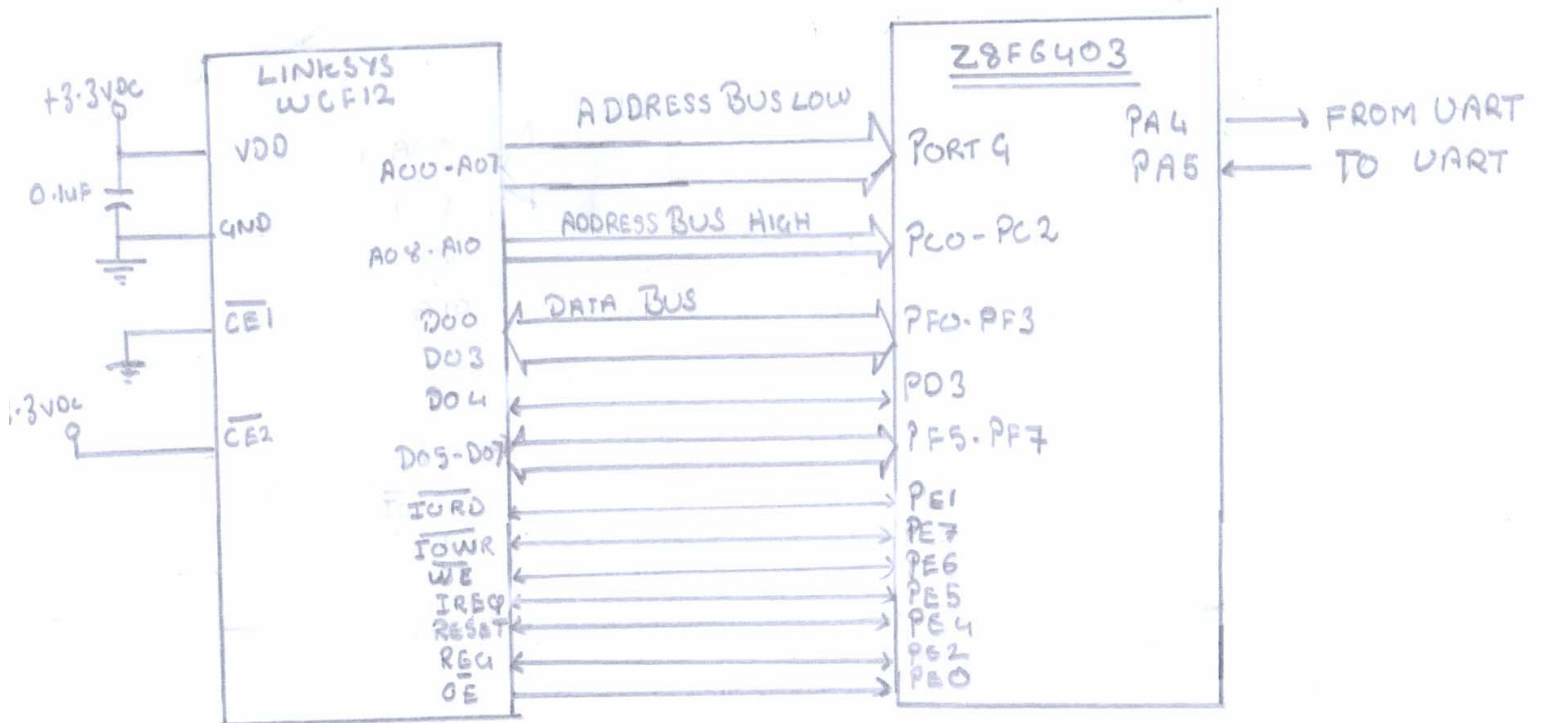 LINKSYS
WCF12
+3.3VDC
VDD
0.1uF
GND
CE1
.3VDC
CE2
A00-A07
A08-A10
D00
D03
D04
D05-D07
IORD
IOWR
WE
IREQ
RESET
REG
OE
ADDRESS BUS LOW
ADDRESS BUS HIGH
DATA BUS
Z8F6403
PORT G
PC0-PC2
PF0-PF3
PD3
PF5-PF7
PE1
PE7
PE6
PE5
PE4
PE2
PE0
PA4
PA5
FROM UART
TO UART